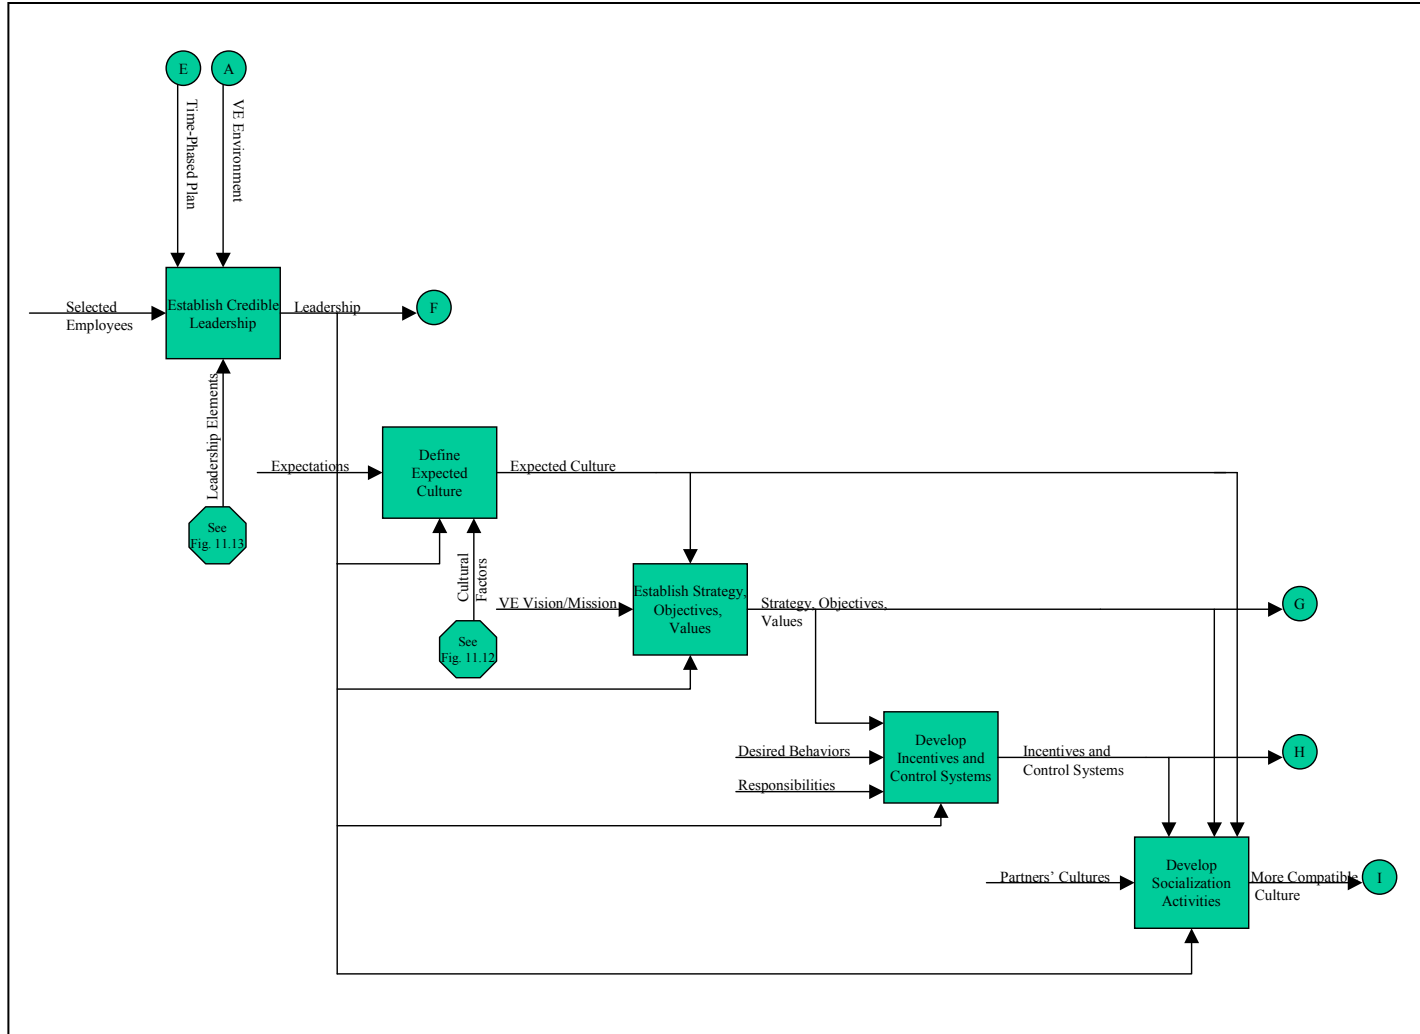 E
A
Time-Phased Plan
VE Environment
Selected
Employees
Establish Credible
Leadership
Leadership
F
Leadership Elements
See
Fig. 11.13
Expectations
Define
Expected
Culture
Expected Culture
Cultural
Factors
See
Fig. 11.12
VE Vision/Mission
Establish Strategy,
Objectives,
Values
Strategy, Objectives,
Values
G
Desired Behaviors
Responsibilities
Develop
Incentives and
Control Systems
Incentives and
Control Systems
H
Partners’ Cultures
Develop
Socialization
Activities
More Compatible
Culture
I